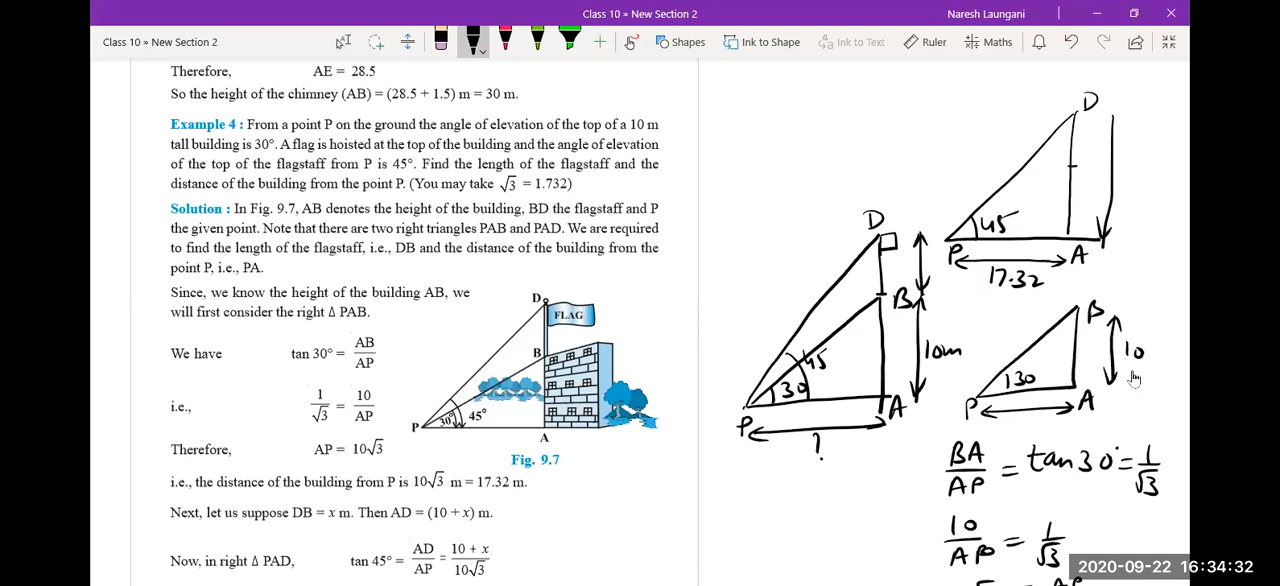 Class 10 » New Section 2
Naresh Laungani
Class 10 » New Section 2
Shapes
Ink to Shape
Ink to Text
Ruler
Maths
Therefore, AE = 28.5
So the height of the chimney (AB) = (28.5 + 1.5) m = 30 m.
Example 4 : From a point P on the ground the angle of elevation of the top of a 10 m
tall building is 30°. A flag is hoisted at the top of the building and the angle of elevation
of the top of the flagstaff from P is 45°. Find the length of the flagstaff and the
distance of the building from the point P. (You may take √3 = 1.732)
Solution : In Fig. 9.7, AB denotes the height of the building, BD the flagstaff and P
the given point. Note that there are two right triangles PAB and PAD. We are required
to find the length of the flagstaff, i.e., DB and the distance of the building from the
point P, i.e., PA.
Since, we know the height of the building AB, we
will first consider the right Δ PAB.
We have tan 30° = AB/AP
i.e., 1/√3 = 10/AP
Therefore, AP = 10√3
i.e., the distance of the building from P is 10√3 m = 17.32 m.
Next, let us suppose DB = x m. Then AD = (10 + x) m.
Now, in right Δ PAD, tan 45° = AD/AP = 10 + x/10√3
D
FLAG
B
30°
45°
P
A
Fig. 9.7
D
B
45
30
10m
P
A
?
D
45
P
A
17.32
B
10
30
P
A
BA/AP = tan 30° = 1/√3
10/AP = 1/√3
AP
2020-09-22 16:34:32